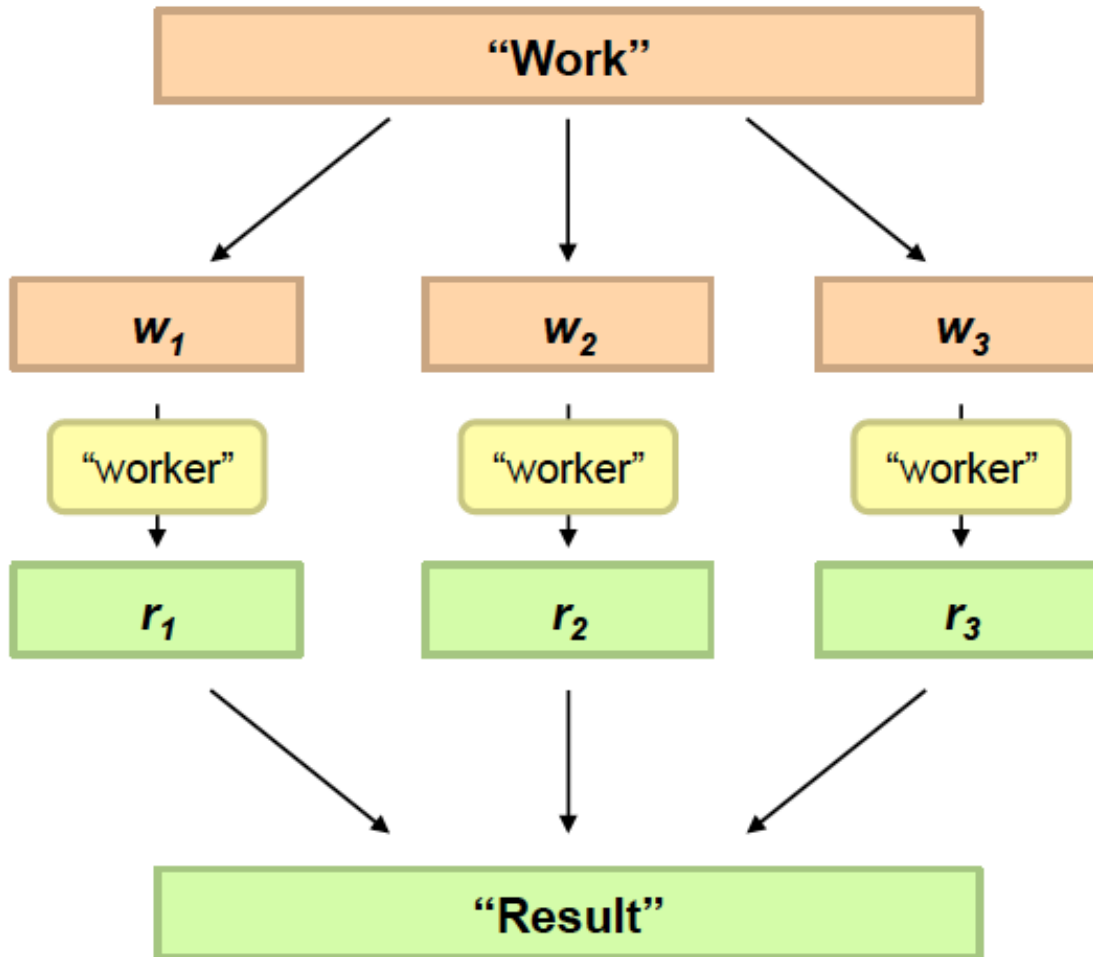 “Work”
w₁ w₂ w₃
“worker” “worker” “worker”
r₁ r₂ r₃
“Result”